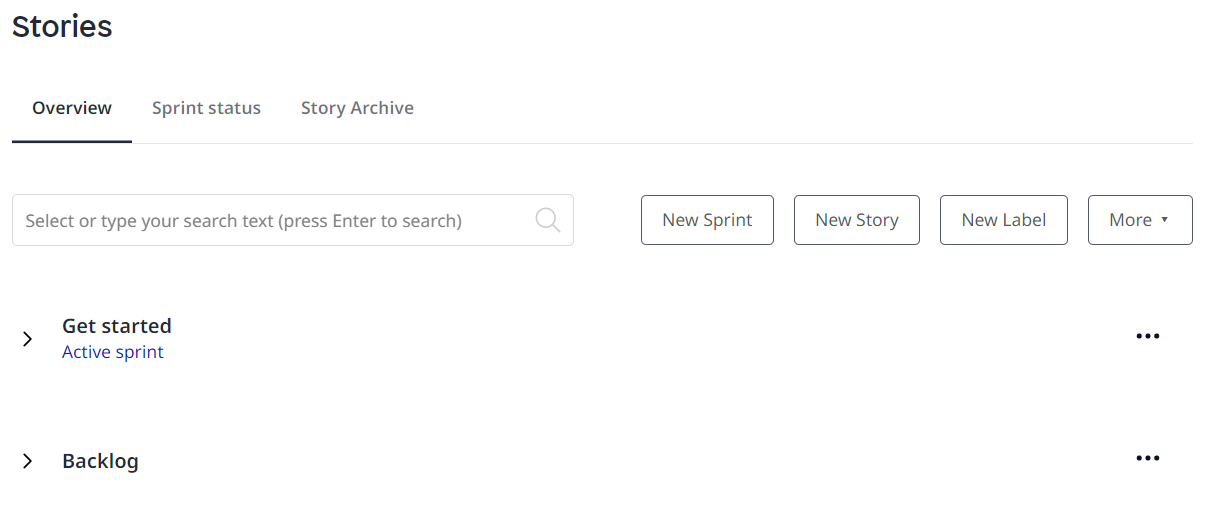 Stories
Overview Sprint status Story Archive
Select or type your search text (press Enter to search) New Sprint New Story New Label More
Get started
Active sprint
Backlog